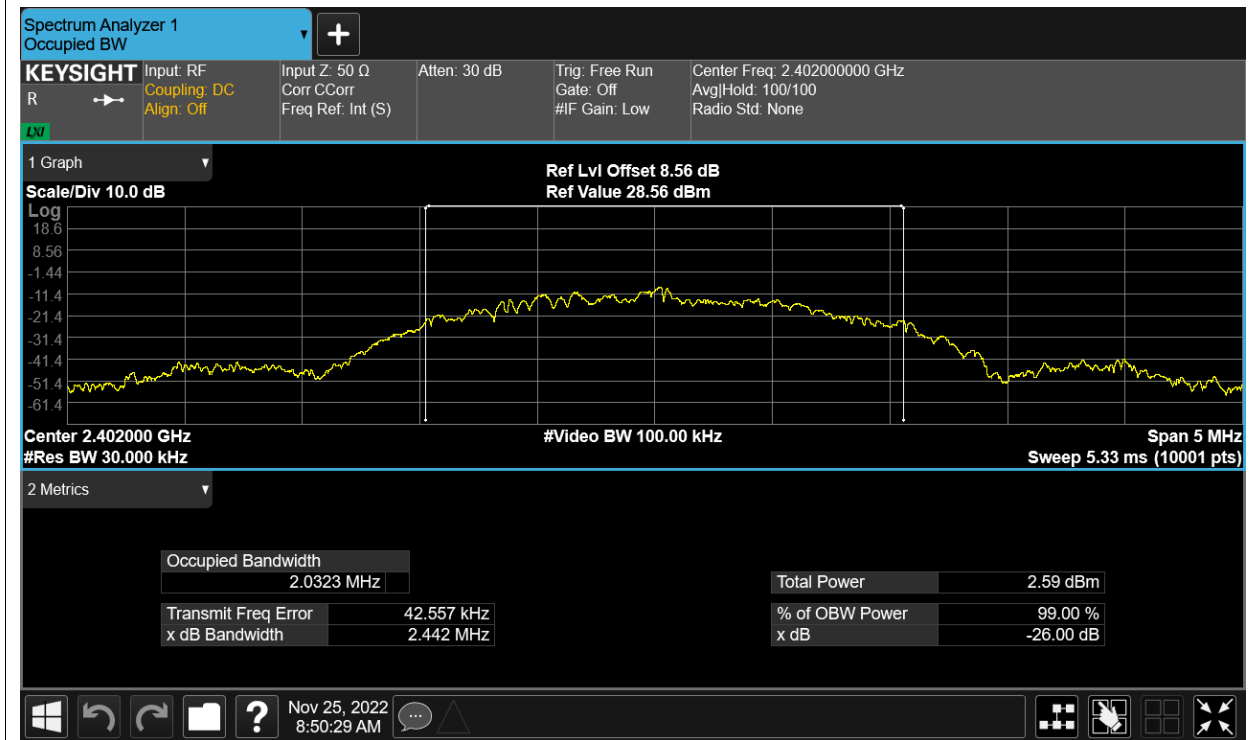 Spectrum Analyzer 1
Occupied BW
KEYSIGHT
R
LXI
Input: RF
Coupling: DC
Align: Off
Input Z: 50 Ω
Corr CCorr
Freq Ref: Int (S)
Atten: 30 dB
Trig: Free Run
Gate: Off
#IF Gain: Low
Center Freq: 2.402000000 GHz
Avg|Hold: 100/100
Radio Std: None
1 Graph
Scale/Div 10.0 dB
Ref Lvl Offset 8.56 dB
Ref Value 28.56 dBm
Log
18.6
8.56
-1.44
-11.4
-21.4
-31.4
-41.4
-51.4
-61.4
Center 2.402000 GHz
#Res BW 30.000 kHz
#Video BW 100.00 kHz
Span 5 MHz
Sweep 5.33 ms (10001 pts)
2 Metrics
Occupied Bandwidth
2.0323 MHz
Transmit Freq Error 42.557 kHz
x dB Bandwidth 2.442 MHz
Total Power 2.59 dBm
% of OBW Power 99.00 %
x dB -26.00 dB
?
Nov 25, 2022
8:50:29 AM